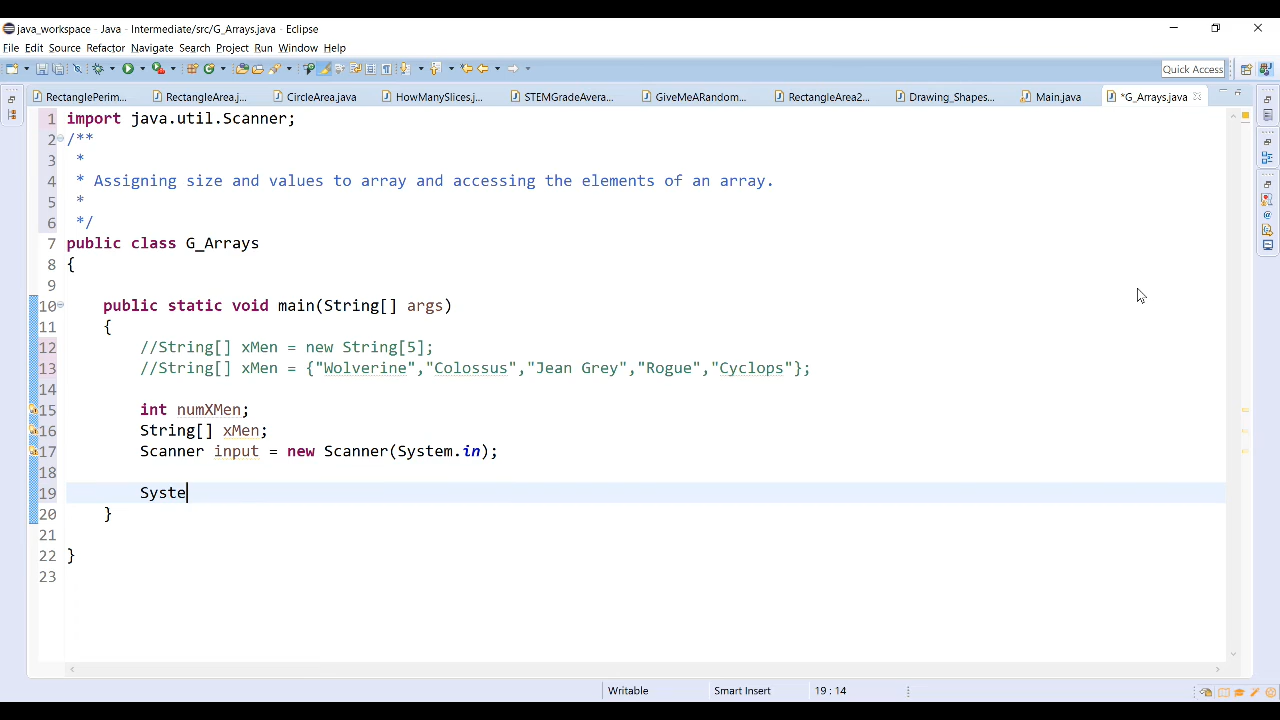 java_workspace - Java - Intermediate/src/G_Arrays.java - Eclipse
File Edit Source Refactor Navigate Search Project Run Window Help
Quick Access
RectanglePerim... RectangleArea.j... CircleArea.java HowManySlices.j... STEMGradeAvera... GiveMeARandom... RectangleArea2... Drawing_Shapes... Main.java *G_Arrays.java
1 import java.util.Scanner;
2 /**
3 *
4 * Assigning size and values to array and accessing the elements of an array.
5 *
6 */
7 public class G_Arrays
8 {
9
10 public static void main(String[] args)
11 {
12 //String[] xMen = new String[5];
13 //String[] xMen = {"Wolverine","Colossus","Jean Grey","Rogue","Cyclops"};
14
15 int numXMen;
16 String[] xMen;
17 Scanner input = new Scanner(System.in);
18
19 Syste
20 }
21
22 }
23
Writable Smart Insert 19 : 14